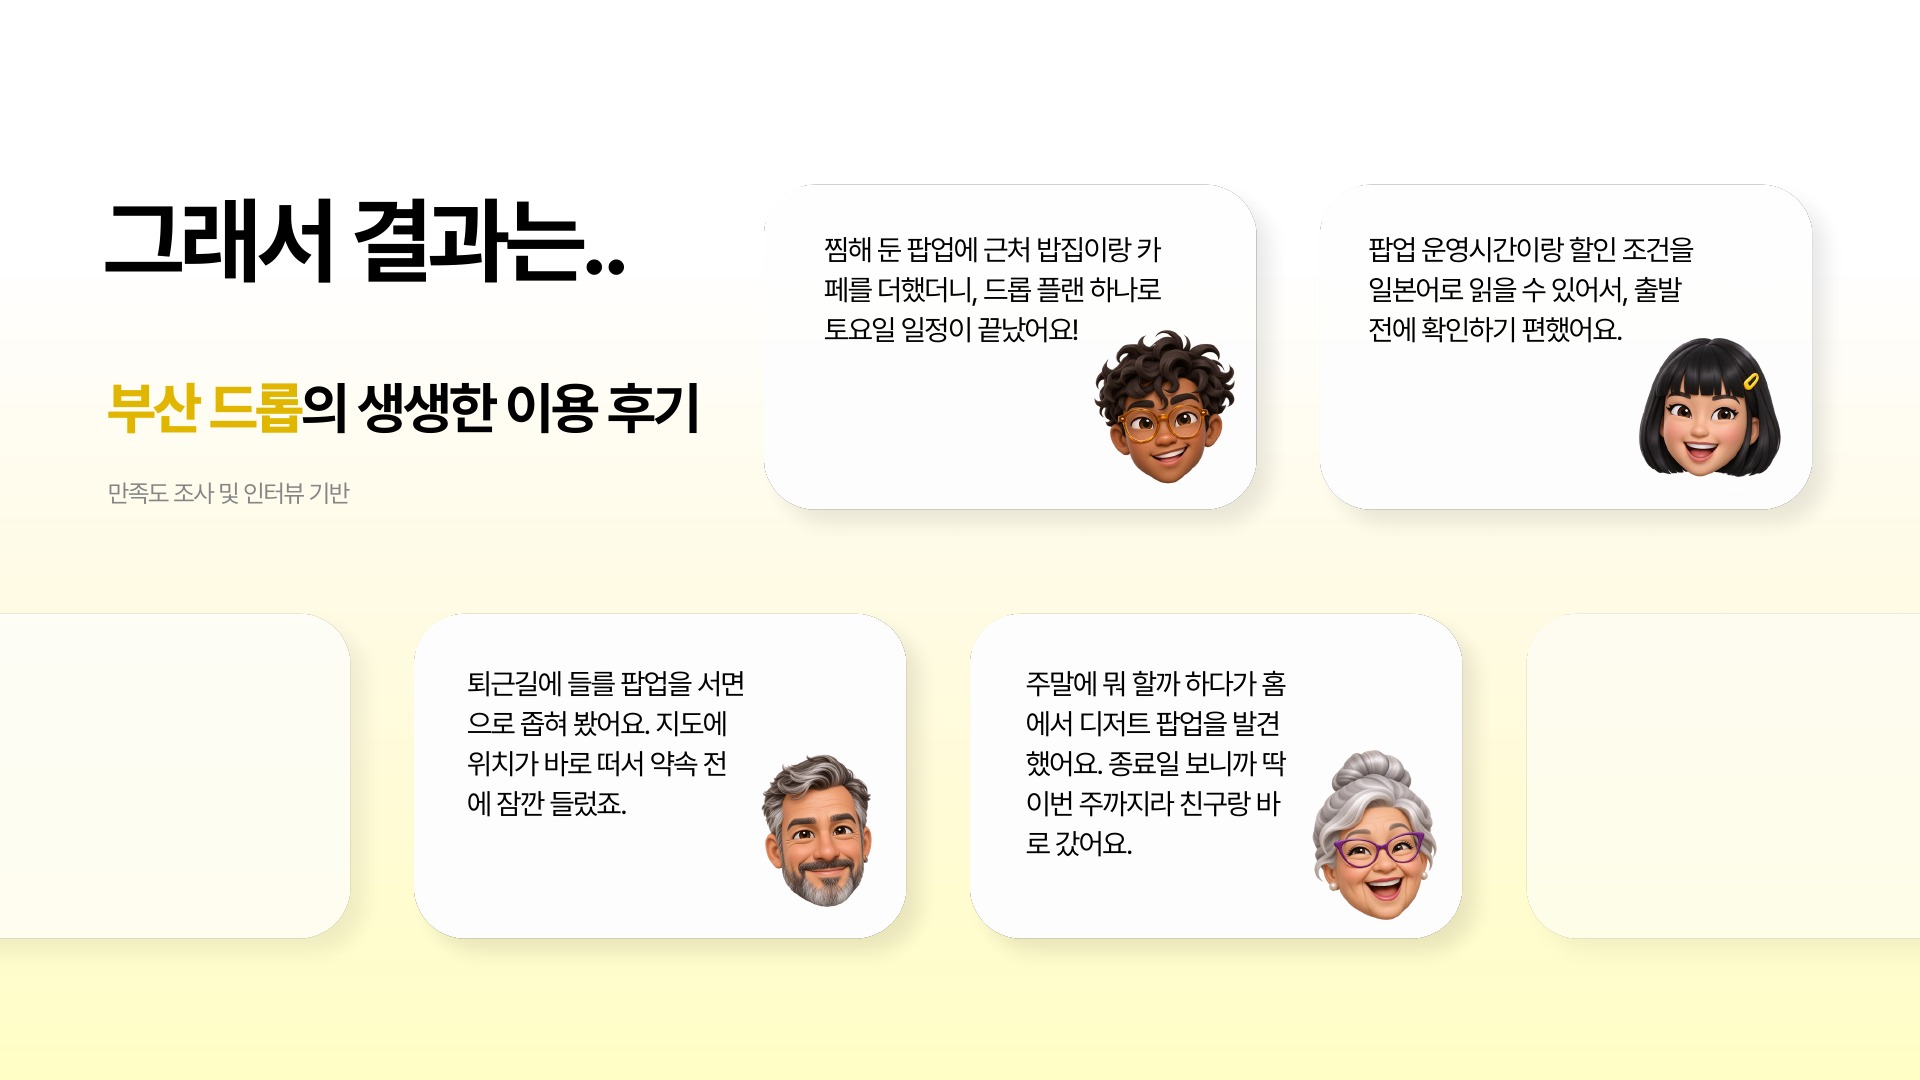 그래서 결과는..
부산 드롭의 생생한 이용 후기
만족도 조사 및 인터뷰 기반
찜해 둔 팝업에 근처 밥집이랑 카
페를 더했더니, 드롭 플랜 하나로
토요일 일정이 끝났어요!
팝업 운영시간이랑 할인 조건을
일본어로 읽을 수 있어서, 출발
전에 확인하기 편했어요.
퇴근길에 들를 팝업을 서면
으로 좁혀 봤어요. 지도에
위치가 바로 떠서 약속 전
에 잠깐 들렀죠.
주말에 뭐 할까 하다가 홈
에서 디저트 팝업을 발견
했어요. 종료일 보니까 딱
이번 주까지라 친구랑 바
로 갔어요.